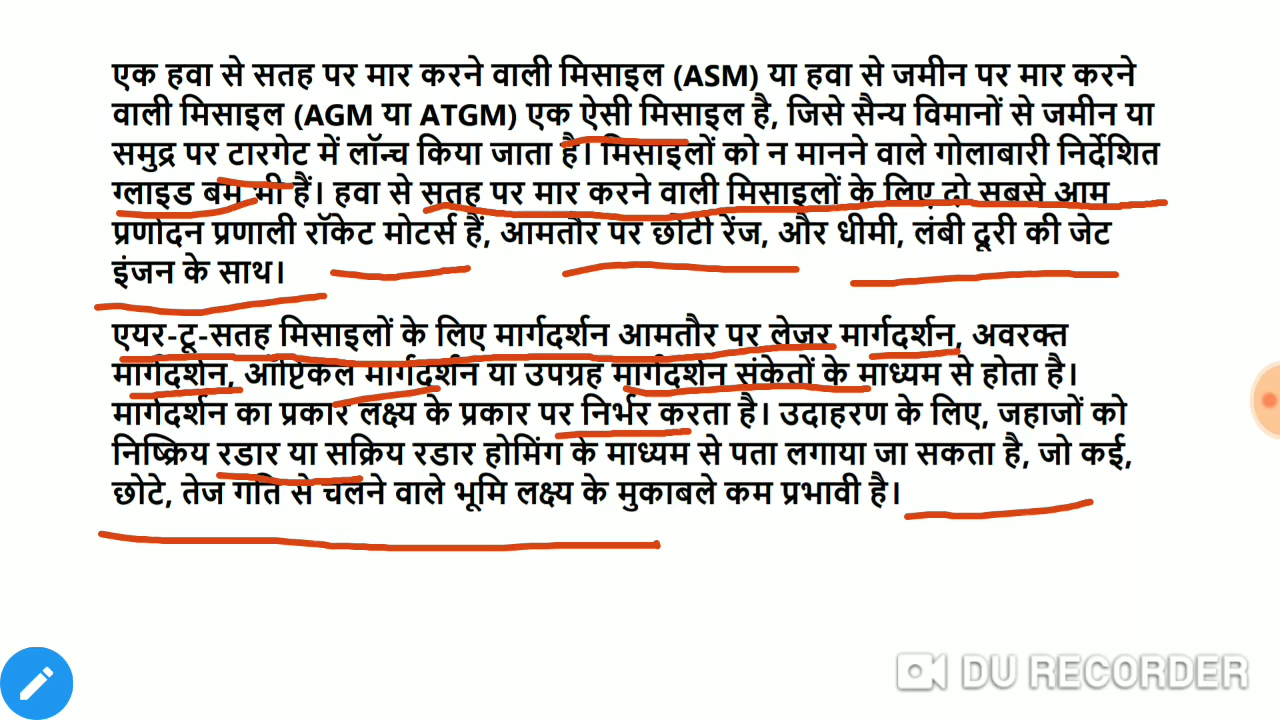 एक हवा से सतह पर मार करने वाली मिसाइल (ASM) या हवा से जमीन पर मार करने
वाली मिसाइल (AGM या ATGM) एक ऐसी मिसाइल है, जिसे सैन्य विमानों से जमीन या
समुद्र पर टारगेट में लॉन्च किया जाता है। मिसाइलों को न मानने वाले गोलाबारी निर्देशित
ग्लाइड बम भी हैं। हवा से सतह पर मार करने वाली मिसाइलों के लिए दो सबसे आम
प्रणोदन प्रणाली रॉकेट मोटर्स हैं, आमतौर पर छोटी रेंज, और धीमी, लंबी दूरी की जेट
इंजन के साथ।
एयर-टू-सतह मिसाइलों के लिए मार्गदर्शन आमतौर पर लेजर मार्गदर्शन, अवरक्त
मार्गदर्शन, ऑप्टिकल मार्गदर्शन या उपग्रह मार्गदर्शन संकेतों के माध्यम से होता है।
मार्गदर्शन का प्रकार लक्ष्य के प्रकार पर निर्भर करता है। उदाहरण के लिए, जहाजों को
निष्क्रिय रडार या सक्रिय रडार होमिंग के माध्यम से पता लगाया जा सकता है, जो कई,
छोटे, तेज गति से चलने वाले भूमि लक्ष्य के मुकाबले कम प्रभावी है।
DU RECORDER